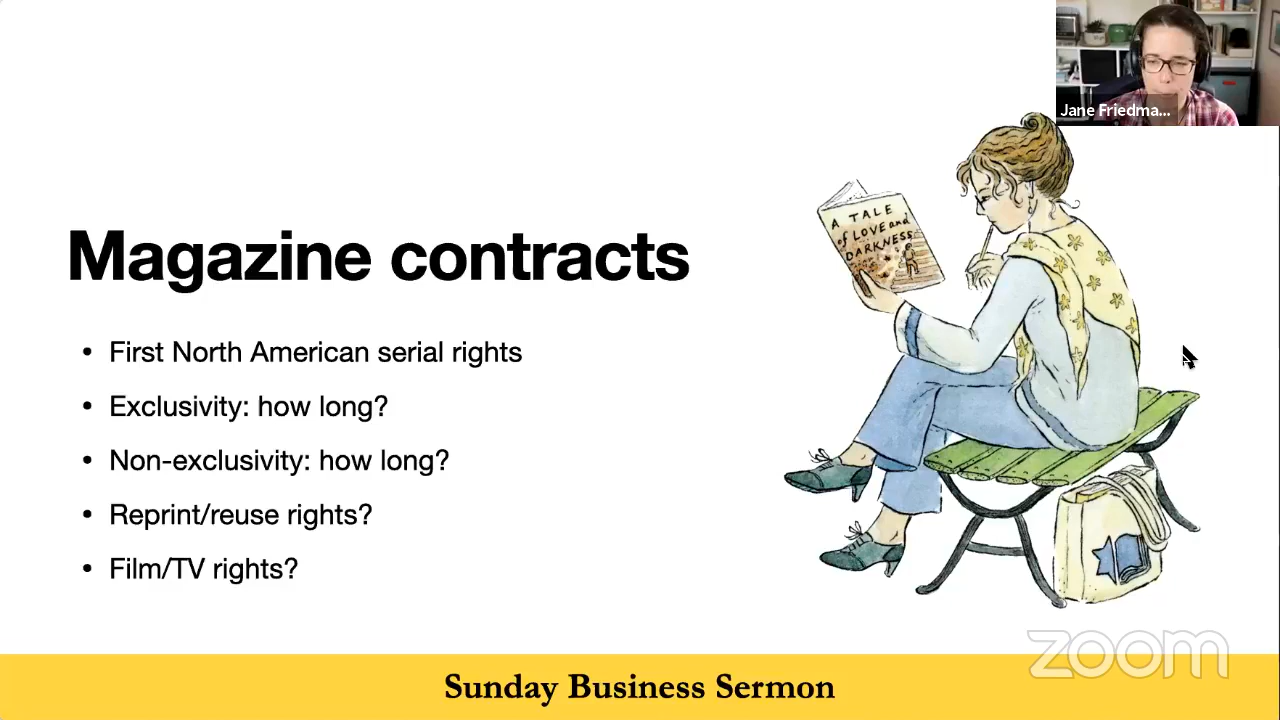 Jane Friedma...
A TALE
of LOVE and
DARKNESS
Magazine contracts
• First North American serial rights
• Exclusivity: how long?
• Non-exclusivity: how long?
• Reprint/reuse rights?
• Film/TV rights?
zoom
Sunday Business Sermon